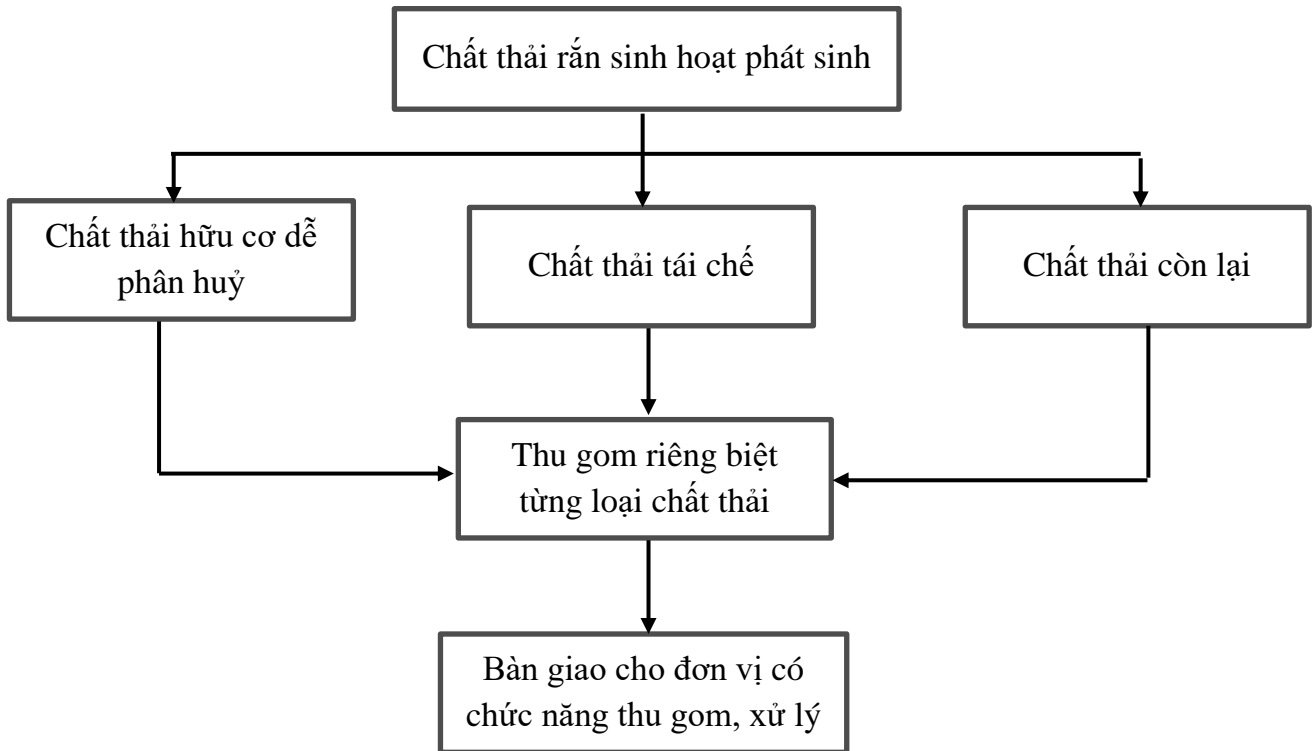 Chất thải rắn sinh hoạt phát sinh
Chất thải hữu cơ dễ
phân huỷ
Chất thải tái chế
Chất thải còn lại
Thu gom riêng biệt
từng loại chất thải
Bàn giao cho đơn vị có
chức năng thu gom, xử lý